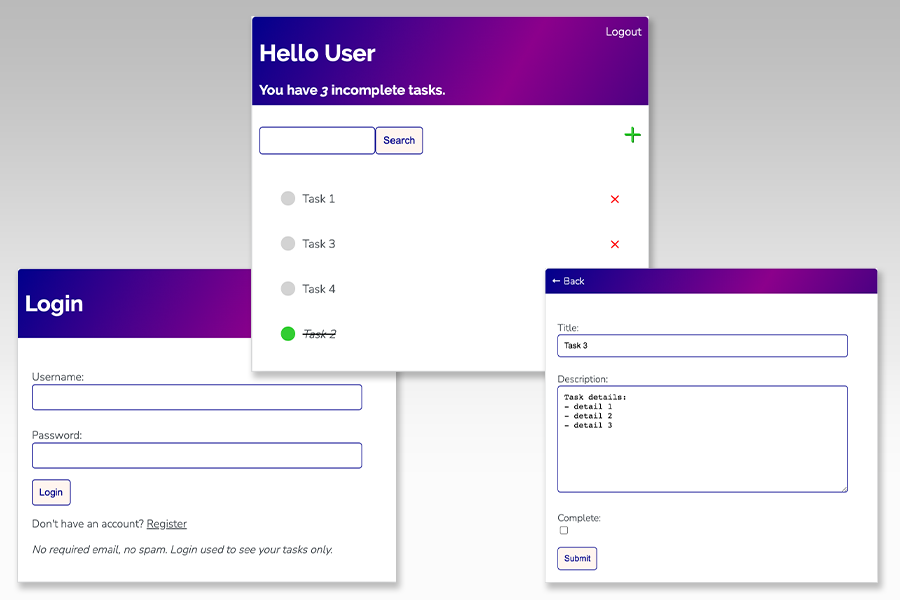 Logout
Hello User
You have 3 incomplete tasks.
Search
Task 1
Task 3
Task 4
Task 2
Login
Username:
Password:
Login
Don't have an account? Register
No required email, no spam. Login used to see your tasks only.
← Back
Title:
Task 3
Description:
Task details:
- detail 1
- detail 2
- detail 3
Complete:
Submit